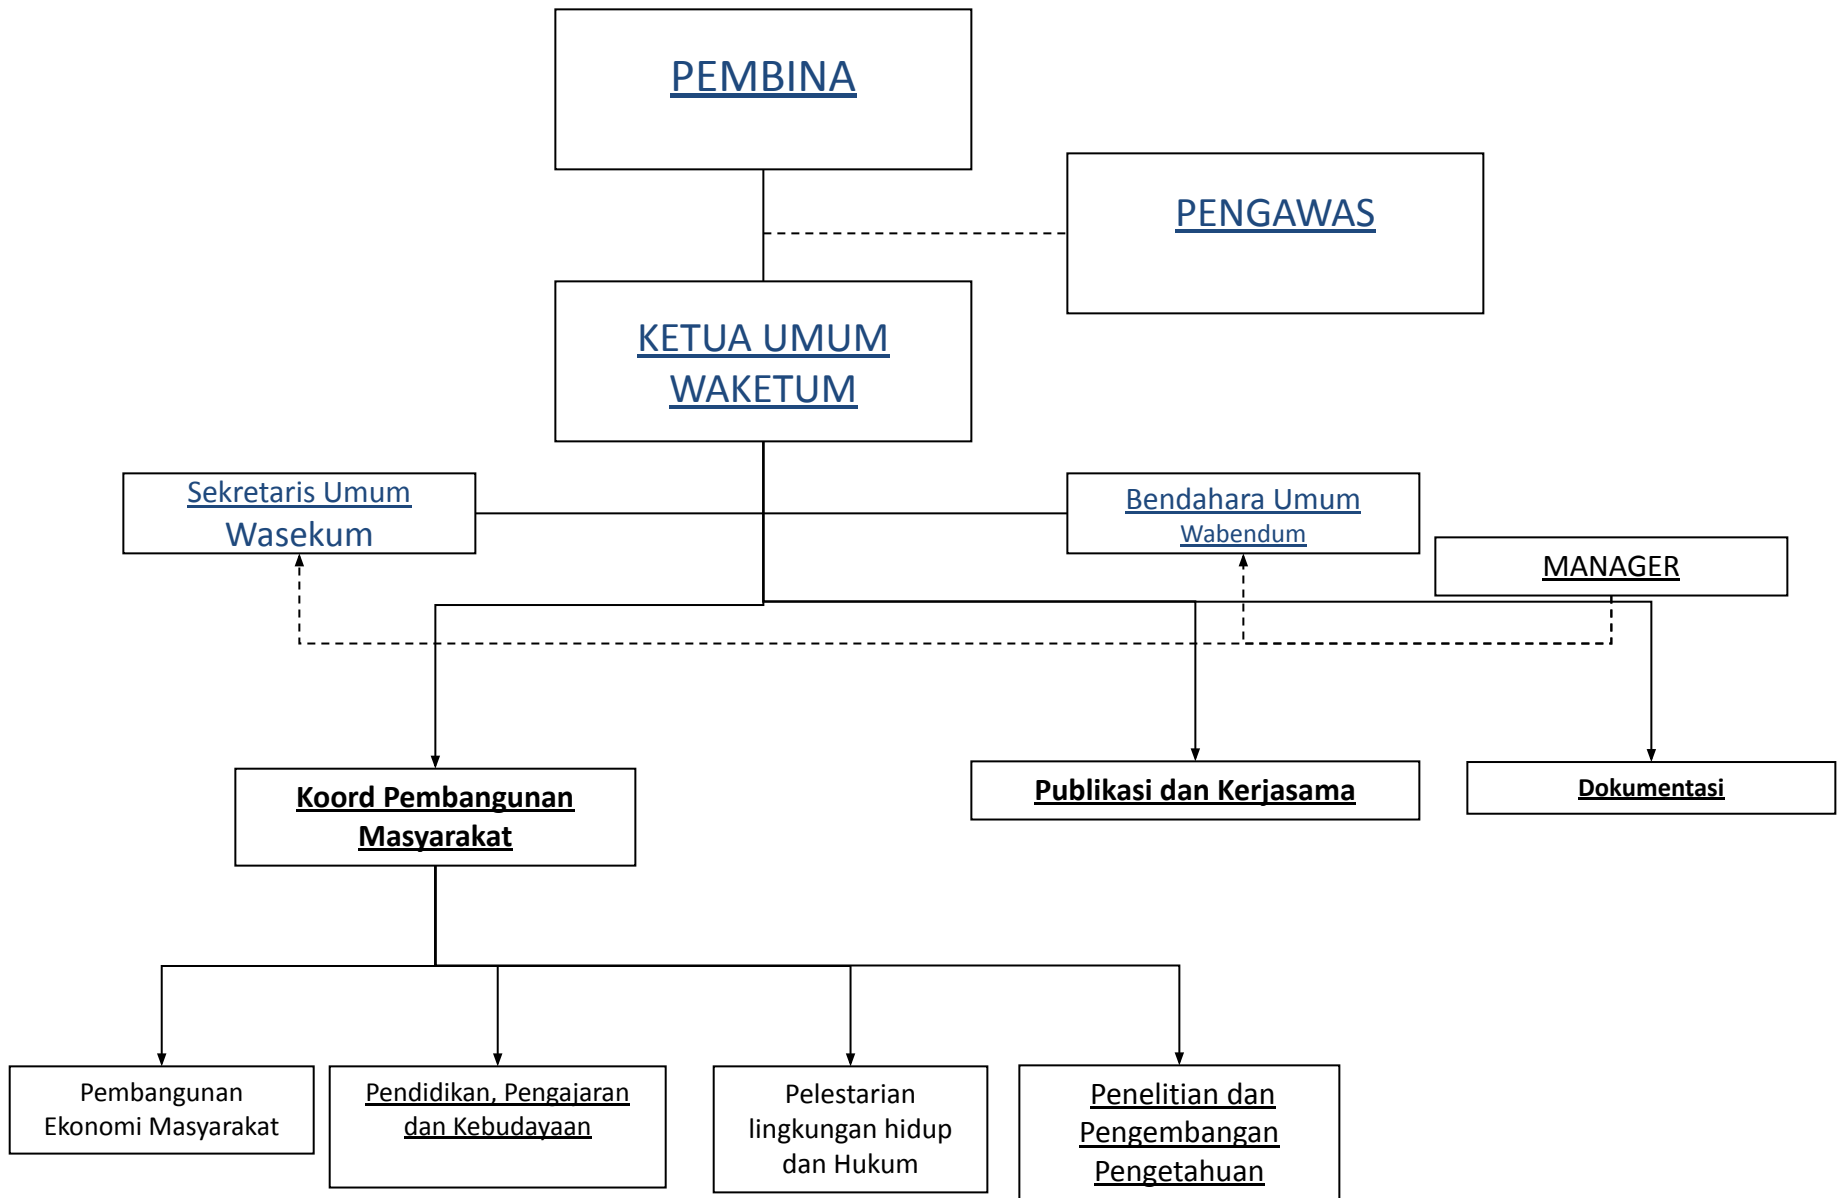 PEMBINA
PENGAWAS
KETUA UMUM
WAKETUM
Sekretaris Umum
Wasekum
Bendahara Umum
Wabendum
MANAGER
Koord Pembangunan
Masyarakat
Publikasi dan Kerjasama
Dokumentasi
Pembangunan
Ekonomi Masyarakat
Pendidikan, Pengajaran
dan Kebudayaan
Pelestarian
lingkungan hidup
dan Hukum
Penelitian dan
Pengembangan
Pengetahuan